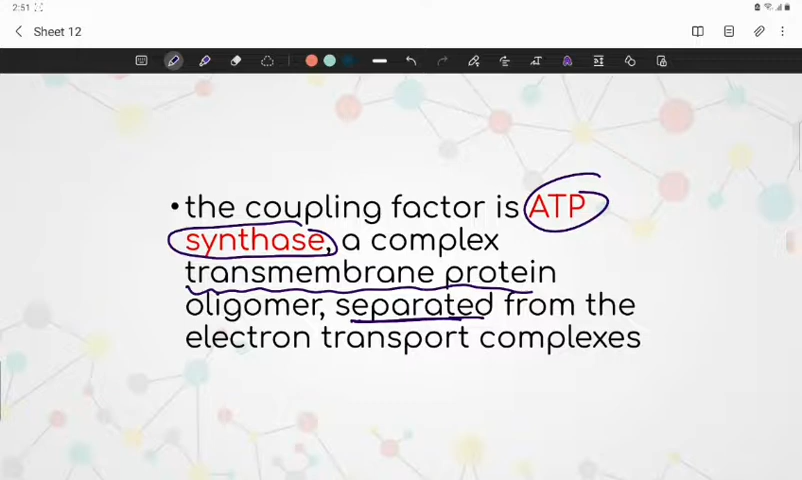 2:51
Sheet 12
• the coupling factor is ATP
synthase, a complex
transmembrane protein
oligomer, separated from the
electron transport complexes